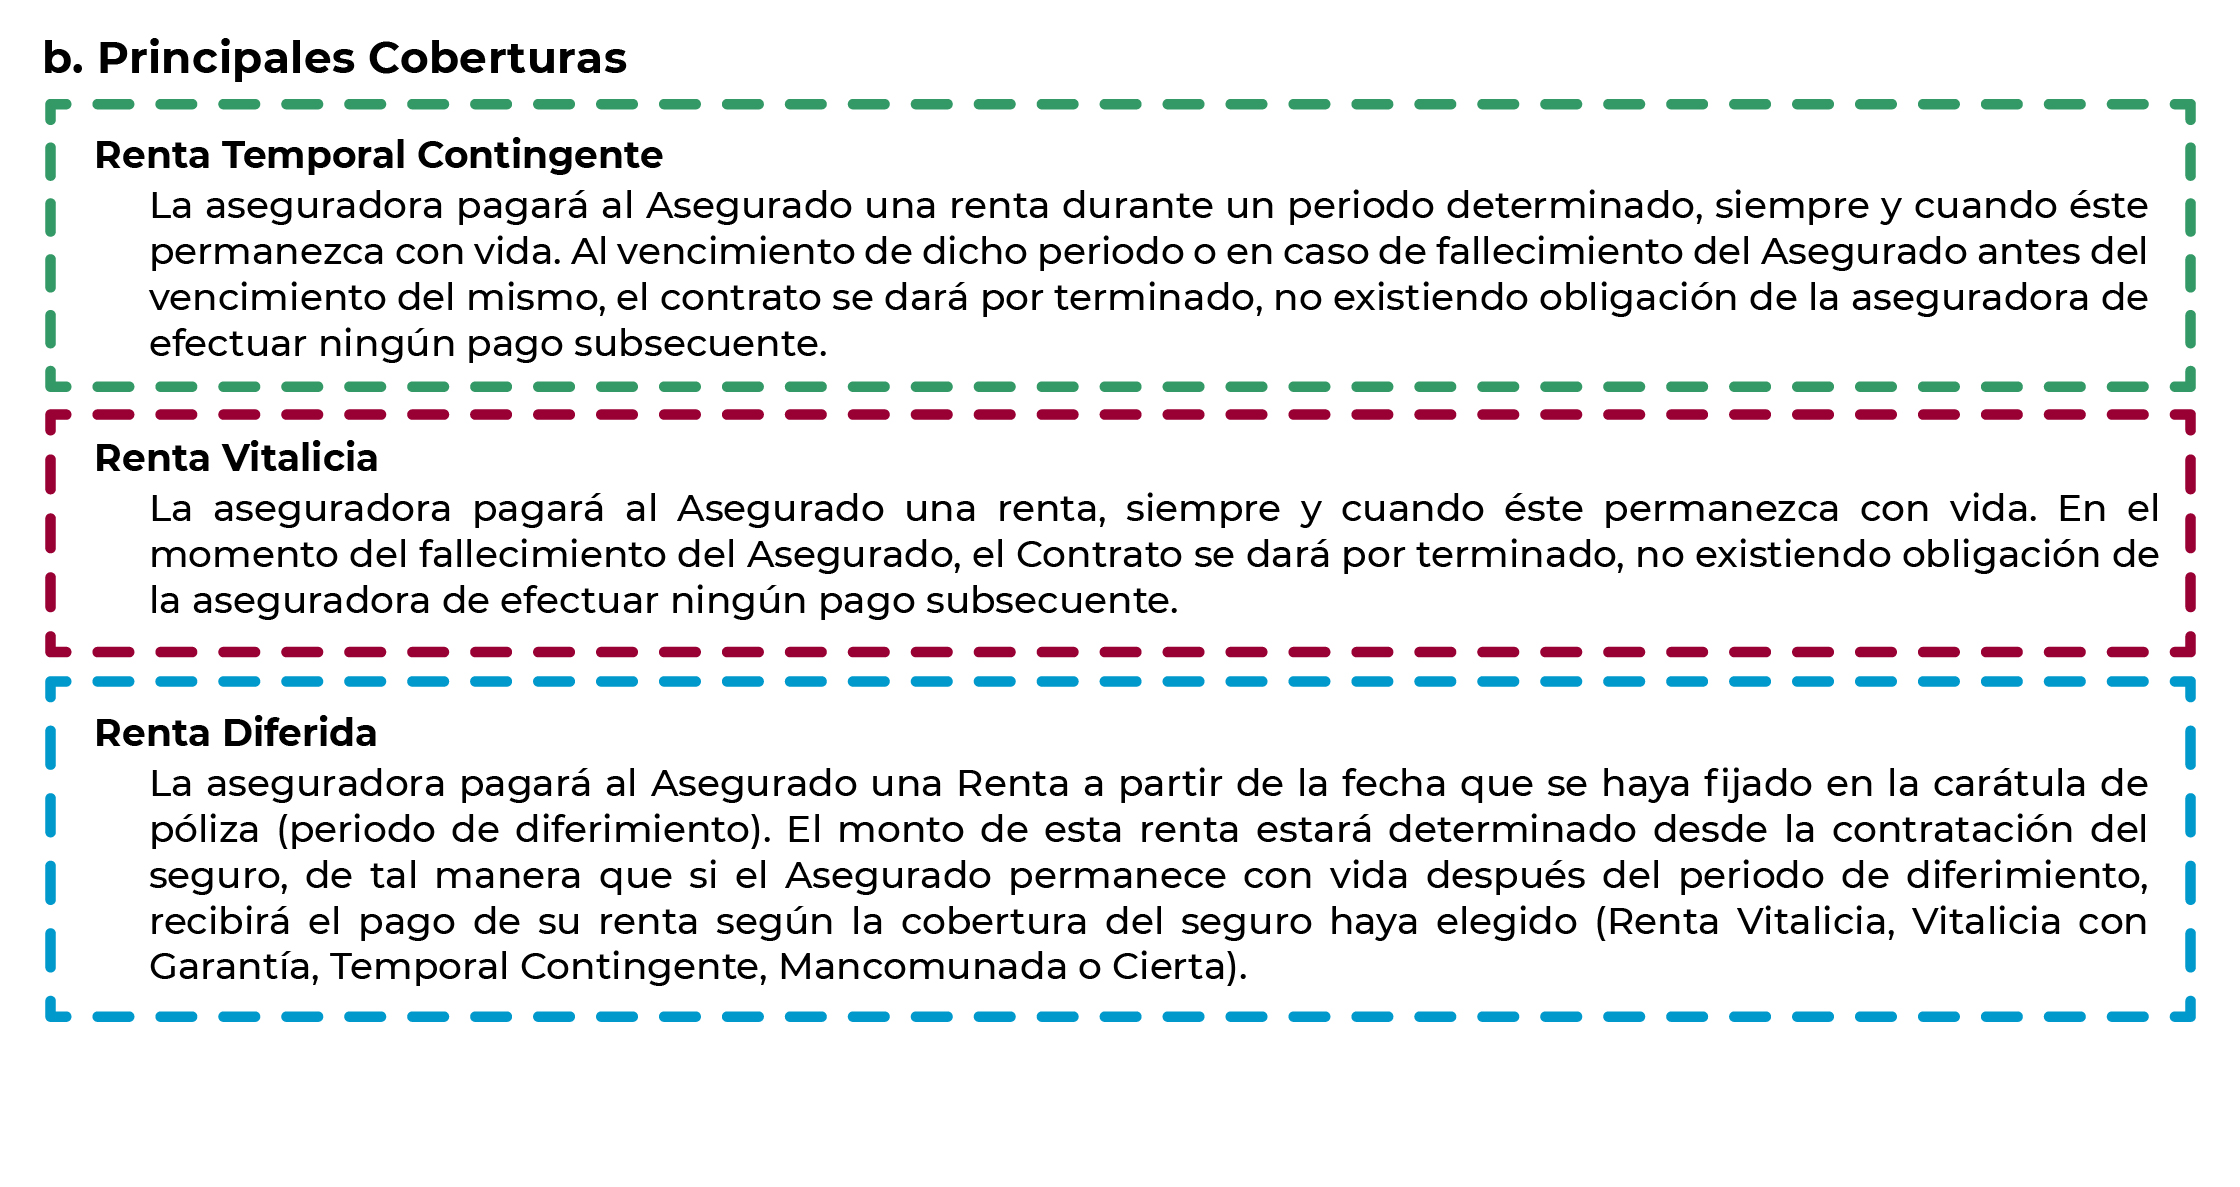 b. Principales Coberturas
Renta Temporal Contingente
La aseguradora pagará al Asegurado una renta durante un periodo determinado, siempre y cuando éste
permanezca con vida. Al vencimiento de dicho periodo o en caso de fallecimiento del Asegurado antes del
vencimiento del mismo, el contrato se dará por terminado, no existiendo obligación de la aseguradora de
efectuar ningún pago subsecuente.
Renta Vitalicia
La aseguradora pagará al Asegurado una renta, siempre y cuando éste permanezca con vida. En el
momento del fallecimiento del Asegurado, el Contrato se dará por terminado, no existiendo obligación de
la aseguradora de efectuar ningún pago subsecuente.
Renta Diferida
La aseguradora pagará al Asegurado una Renta a partir de la fecha que se haya fijado en la carátula de
póliza (periodo de diferimiento). El monto de esta renta estará determinado desde la contratación del
seguro, de tal manera que si el Asegurado permanece con vida después del periodo de diferimiento,
recibirá el pago de su renta según la cobertura del seguro haya elegido (Renta Vitalicia, Vitalicia con
Garantía, Temporal Contingente, Mancomunada o Cierta).